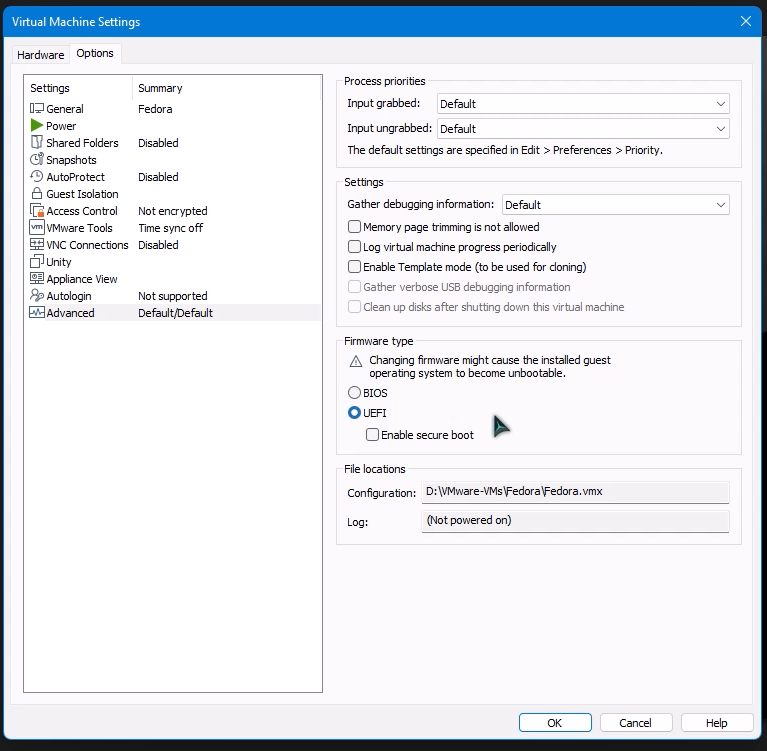 Virtual Machine Settings
Hardware Options
Settings Summary
General Fedora
Power
Shared Folders Disabled
Snapshots
AutoProtect Disabled
Guest Isolation
Access Control Not encrypted
vm VMware Tools Time sync off
VNC Connections Disabled
Unity
Appliance View
Autologin Not supported
Advanced Default/Default
Process priorities
Input grabbed: Default
Input ungrabbed: Default
The default settings are specified in Edit > Preferences > Priority.
Settings
Gather debugging information: Default
Memory page trimming is not allowed
Log virtual machine progress periodically
Enable Template mode (to be used for cloning)
Gather verbose USB debugging information
Clean up disks after shutting down this virtual machine
Firmware type
Changing firmware might cause the installed guest
operating system to become unbootable.
BIOS
UEFI
Enable secure boot
File locations
Configuration: D:\VMware-VMs\Fedora\Fedora.vmx
Log: (Not powered on)
OK Cancel Help